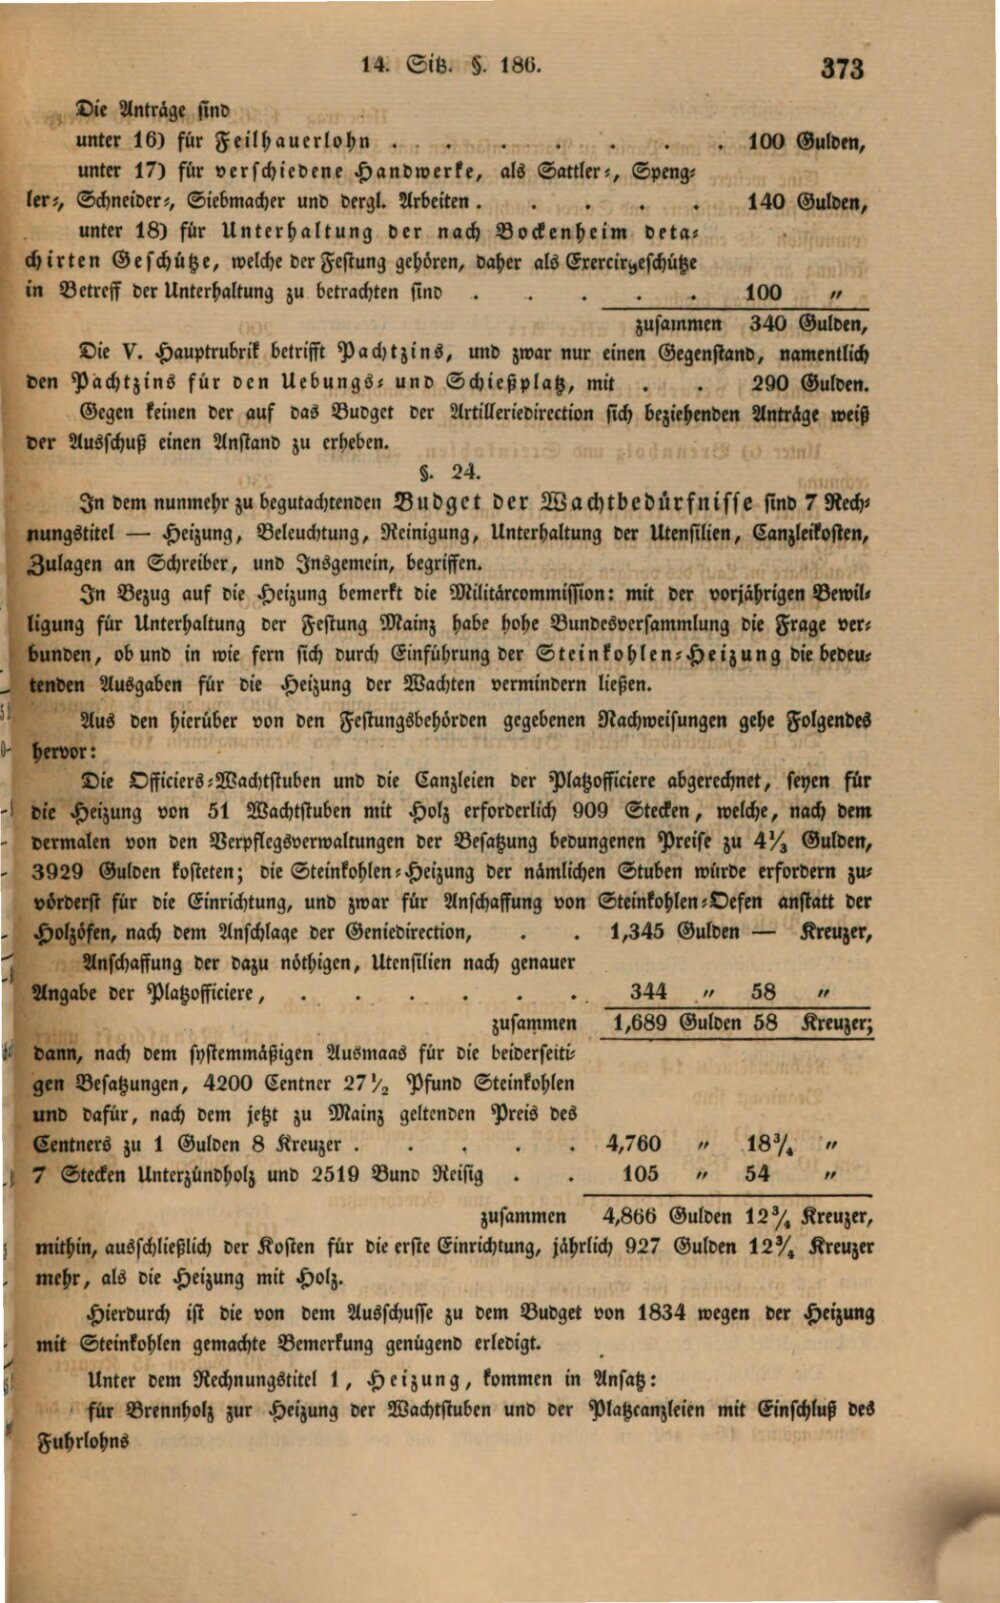 14. Sitz. §. 186. 373
Die Anträge sind
unter 16) für Feilhauerlohn . . . . . . . 100 Gulden,
unter 17) für verschiedene Handwerke, als Sattler-, Speng-
ler-, Schneider-, Siebmacher und dergl. Arbeiten . . . . . 140 Gulden,
unter 18) für Unterhaltung der nach Bockenheim deta-
chirten Geschütze, welche der Festung gehören, daher als Exercirgeschütze
in Betreff der Unterhaltung zu betrachten sind . . . . . 100 „
zusammen 340 Gulden,
Die V. Hauptrubrik betrifft Pachtzins, und zwar nur einen Gegenstand, namentlich
den Pachtzins für den Uebungs- und Schießplatz, mit . . 290 Gulden.
Gegen keinen der auf das Budget der Artilleriedirection sich beziehenden Anträge weiß
der Ausschuß einen Anstand zu erheben.
§. 24.
In dem nunmehr zu begutachtenden Budget der Wachtbedürfnisse sind 7 Rech-
nungstitel — Heizung, Beleuchtung, Reinigung, Unterhaltung der Utensilien, Canzleikosten,
Zulagen an Schreiber, und Insgemein, begriffen.
In Bezug auf die Heizung bemerkt die Militärcommission: mit der vorjährigen Bewil-
ligung für Unterhaltung der Festung Mainz habe hohe Bundesversammlung die Frage ver-
bunden, ob und in wie fern sich durch Einführung der Steinkohlen-Heizung die bedeu-
tenden Ausgaben für die Heizung der Wachten vermindern ließen.
Aus den hierüber von den Festungsbehörden gegebenen Nachweisungen gehe Folgendes
hervor:
Die Officiers-Wachtstuben und die Canzleien der Platzofficiere abgerechnet, seyen für
die Heizung von 51 Wachtstuben mit Holz erforderlich 909 Stecken, welche, nach dem
dermalen von den Verpflegsverwaltungen der Besatzung bedungenen Preise zu 4⅓ Gulden,
3929 Gulden kosteten; die Steinkohlen-Heizung der nämlichen Stuben würde erfordern zu-
vörderst für die Einrichtung, und zwar für Anschaffung von Steinkohlen-Oefen anstatt der
Holzöfen, nach dem Anschlage der Geniedirection, . . 1,345 Gulden — Kreuzer,
Anschaffung der dazu nöthigen, Utensilien nach genauer
Angabe der Platzofficiere, . . . . . . 344 „ 58 „
zusammen 1,689 Gulden 58 Kreuzer;
dann, nach dem systemmäßigen Ausmaas für die beiderseiti-
gen Besatzungen, 4200 Centner 27½ Pfund Steinkohlen
und dafür, nach dem jetzt zu Mainz geltenden Preis des
Centners zu 1 Gulden 8 Kreuzer . . . . . 4,760 „ 18¾ „
7 Stecken Unterzündholz und 2519 Bund Reisig . . 105 „ 54 „
zusammen 4,866 Gulden 12¾ Kreuzer,
mithin, ausschließlich der Kosten für die erste Einrichtung, jährlich 927 Gulden 12¾ Kreuzer
mehr, als die Heizung mit Holz.
Hierdurch ist die von dem Ausschusse zu dem Budget von 1834 wegen der Heizung
mit Steinkohlen gemachte Bemerkung genügend erledigt.
Unter dem Rechnungstitel 1, Heizung, kommen in Ansatz:
für Brennholz zur Heizung der Wachtstuben und der Platzcanzleien mit Einschluß des
Fuhrlohns